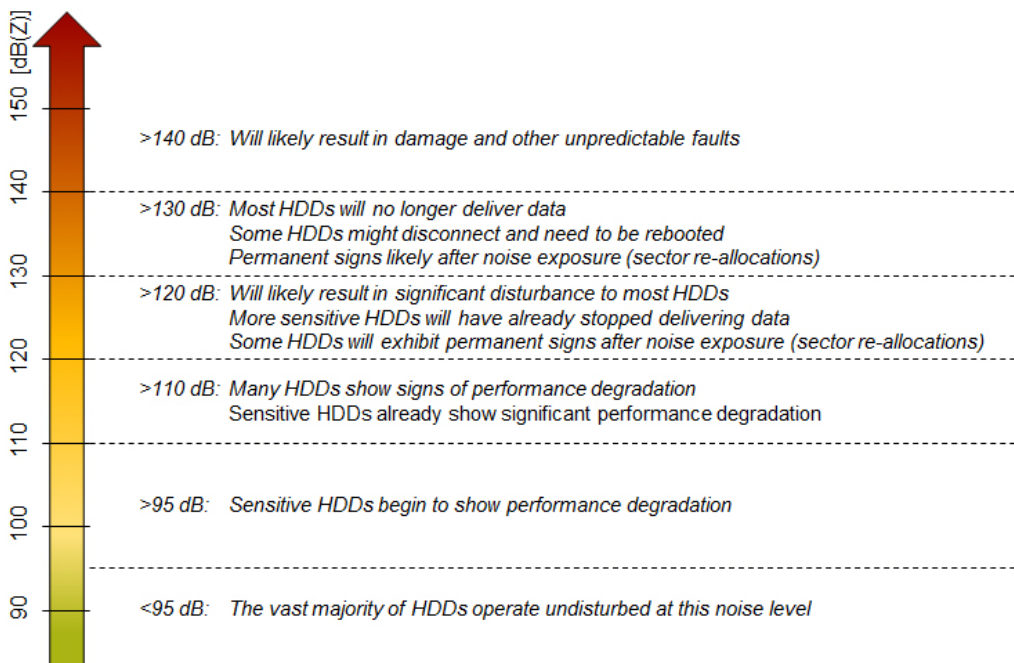 [dB(Z)]
150
>140 dB: Will likely result in damage and other unpredictable faults
140
>130 dB: Most HDDs will no longer deliver data
Some HDDs might disconnect and need to be rebooted
Permanent signs likely after noise exposure (sector re-allocations)
130
>120 dB: Will likely result in significant disturbance to most HDDs
More sensitive HDDs will have already stopped delivering data
Some HDDs will exhibit permanent signs after noise exposure (sector re-allocations)
120
>110 dB: Many HDDs show signs of performance degradation
Sensitive HDDs already show significant performance degradation
110
>95 dB: Sensitive HDDs begin to show performance degradation
100
<95 dB: The vast majority of HDDs operate undisturbed at this noise level
90